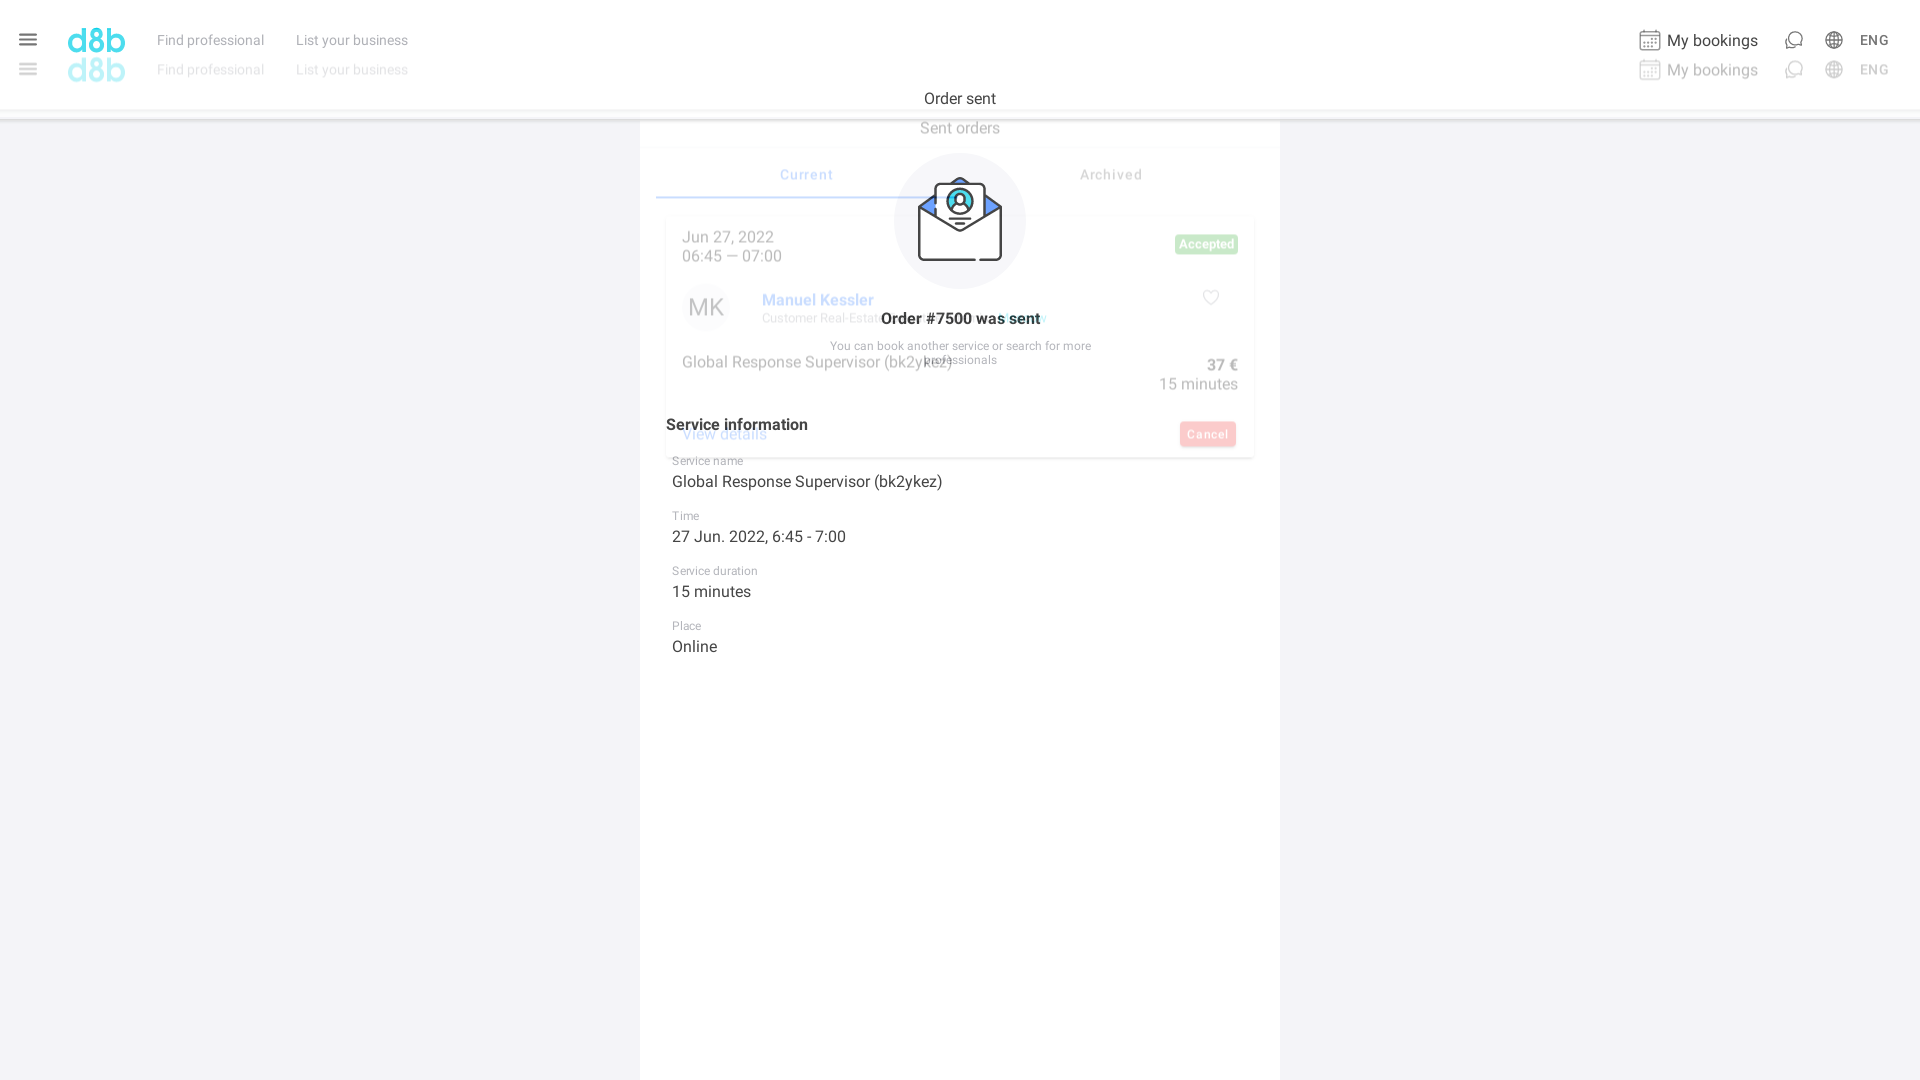 d8b
Find professional
List your business
My bookings
ENG
d8b
Find professional
List your business
My bookings
ENG
Order sent
Sent orders
Current
Archived
Jun 27, 2022
06:45 — 07:00
Accepted
MK
Manuel Kessler
Customer Real-Estate
Order #7500 was sent
You can book another service or search for more
professionals
Global Response Supervisor (bk2ykez)
37 €
15 minutes
Service information
View details
Cancel
Service name
Global Response Supervisor (bk2ykez)
Time
27 Jun. 2022, 6:45 - 7:00
Service duration
15 minutes
Place
Online